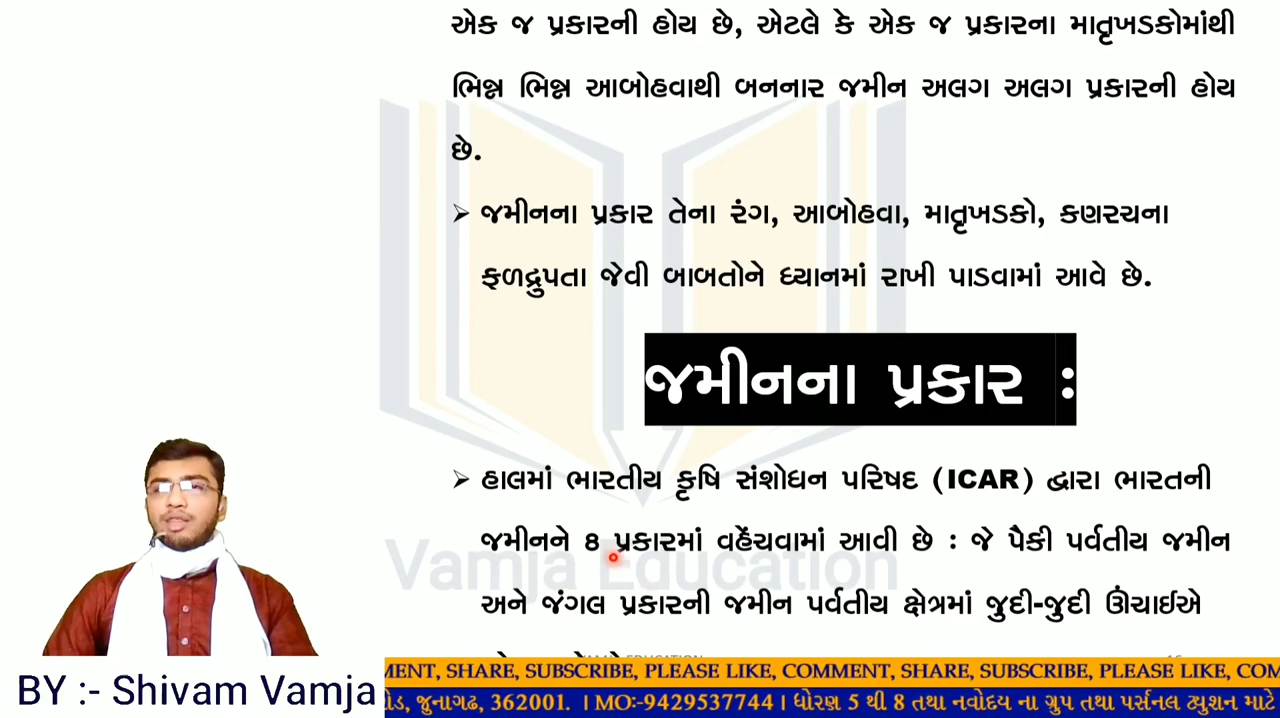 એક જ પ્રકારની હોય છે, એટલે કે એક જ પ્રકારના માતૃખડકોમાંથી
ભિન્ન ભિન્ન આબોહવાથી બનનાર જમીન અલગ અલગ પ્રકારની હોય
છે.
➢ જમીનના પ્રકાર તેના રંગ, આબોહવા, માતૃખડકો, કણરચના
ફળદ્રુપતા જેવી બાબતોને ધ્યાનમાં રાખી પાડવામાં આવે છે.
જમીનના પ્રકાર :
➢ હાલમાં ભારતીય કૃષિ સંશોધન પરિષદ (ICAR) દ્વારા ભારતની
જમીનને 8 પ્રકારમાં વહેંચવામાં આવી છે : જે પૈકી પર્વતીય જમીન
અને જંગલ પ્રકારની જમીન પર્વતીય ક્ષેત્રમાં જુદી-જુદી ઊંચાઈએ
Vamja Education
BY :- Shivam Vamja
MENT, SHARE, SUBSCRIBE, PLEASE LIKE, COMMENT, SHARE, SUBSCRIBE, PLEASE LIKE, COM
ોડ, જુનાગઢ, 362001. | MO:-9429537744 | ધોરણ 5 થી 8 તથા નવોદય ના ગ્રુપ તથા પર્સનલ ટ્યુશન માટે